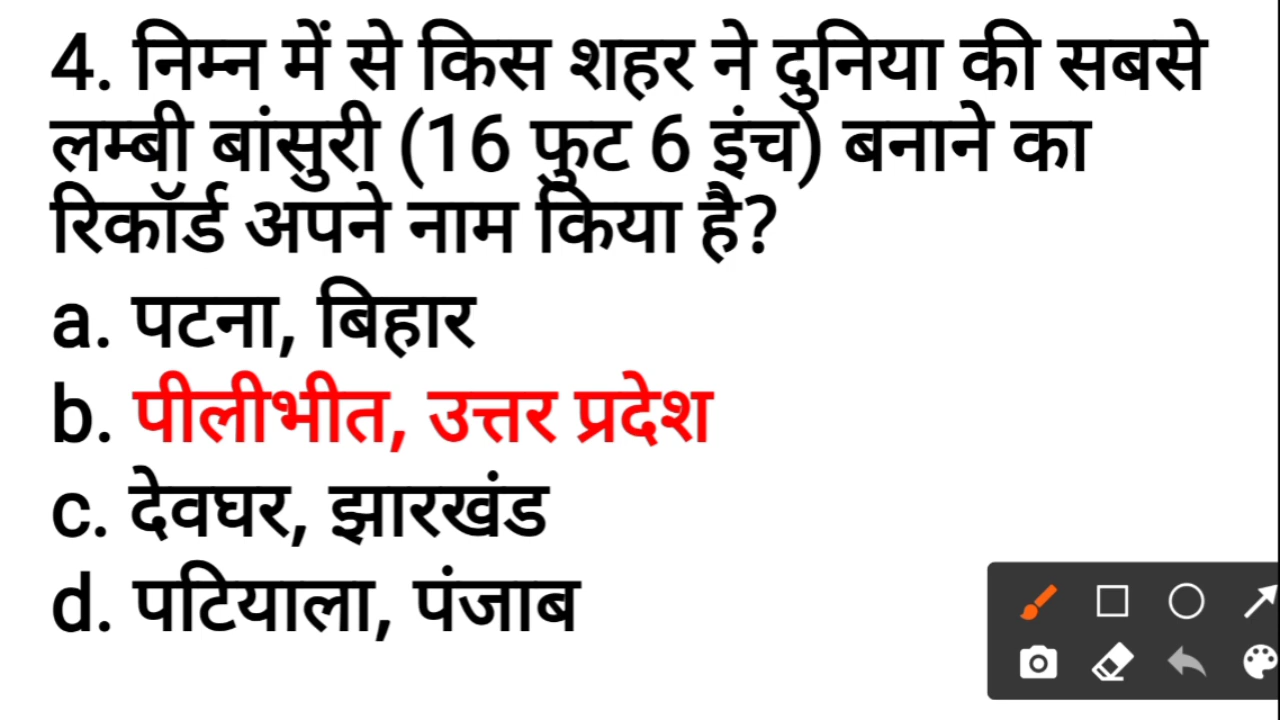 4. निम्न में से किस शहर ने दुनिया की सबसे
लम्बी बांसुरी (16 फुट 6 इंच) बनाने का
रिकॉर्ड अपने नाम किया है?
a. पटना, बिहार
b. पीलीभीत, उत्तर प्रदेश
c. देवघर, झारखंड
d. पटियाला, पंजाब